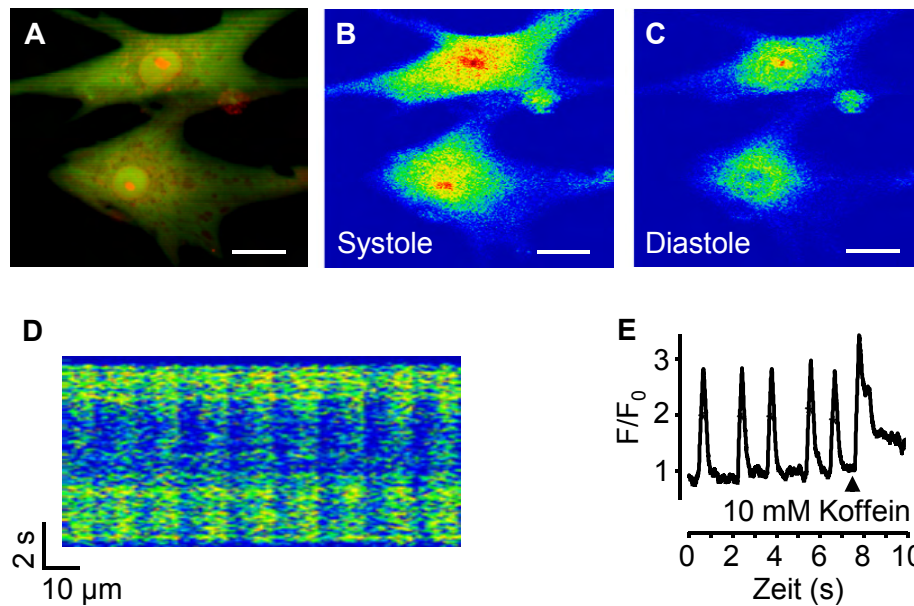 A
B
C
Systole
Diastole
D
2 s
10 µm
E
F/F0
3
2
1
10 mM Koffein
0 2 4 6 8 10
Zeit (s)